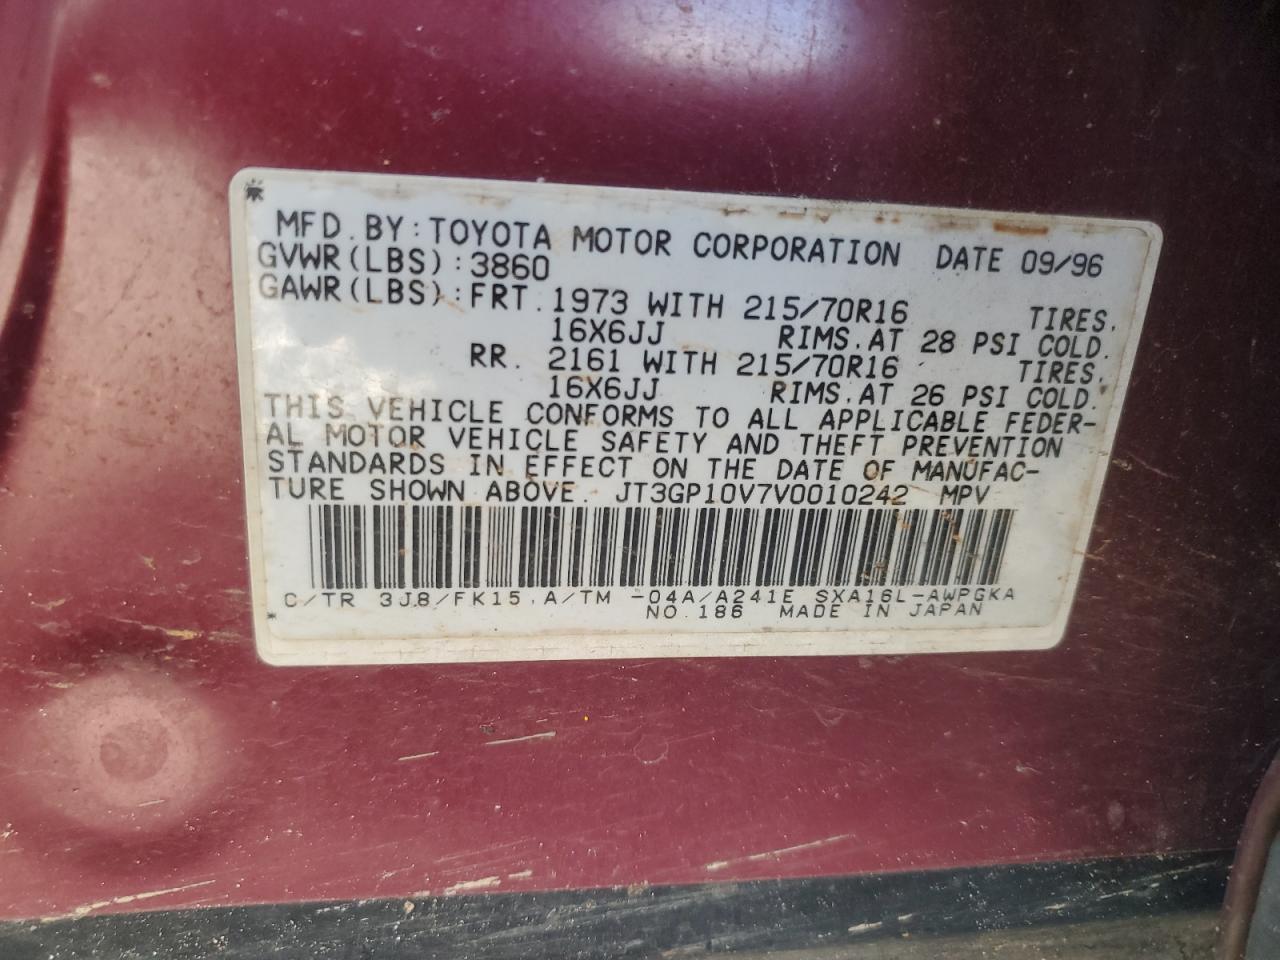 MFD. BY: TOYOTA MOTOR CORPORATION DATE 09/96
GVWR(LBS): 3860
GAWR(LBS): FRT. 1973 WITH 215/70R16 TIRES.
16X6JJ RIMS. AT 28 PSI COLD.
RR. 2161 WITH 215/70R16 TIRES.
16X6JJ RIMS. AT 26 PSI COLD.
THIS VEHICLE CONFORMS TO ALL APPLICABLE FEDER-
AL MOTOR VEHICLE SAFETY AND THEFT PREVENTION
STANDARDS IN EFFECT ON THE DATE OF MANUFAC-
TURE SHOWN ABOVE. JT3GP10V7V0010242 MPV
C/TR 3J8/FK15. A/TM -04A/A241E SXA16L-AWPGKA
NO. 186 MADE IN JAPAN